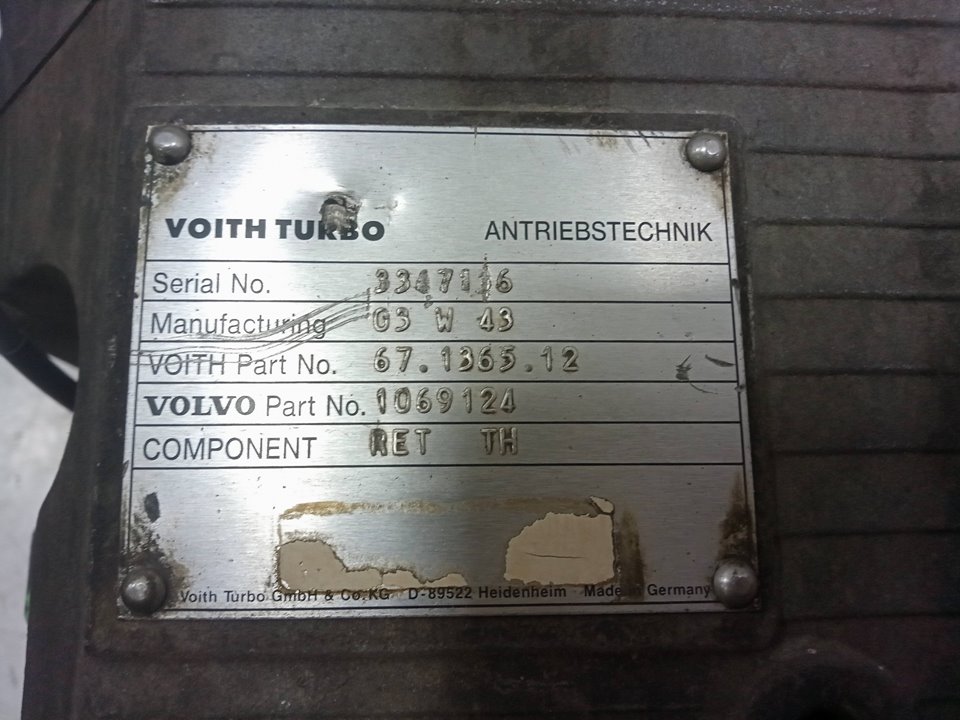 VOITH TURBO ANTRIEBSTECHNIK
Serial No. 3347136
Manufacturing 03 W 43
VOITH Part No. 67.1365.12
VOLVO Part No. 1069124
COMPONENT RET TH
Voith Turbo GmbH & Co.KG D-89522 Heidenheim Made in Germany